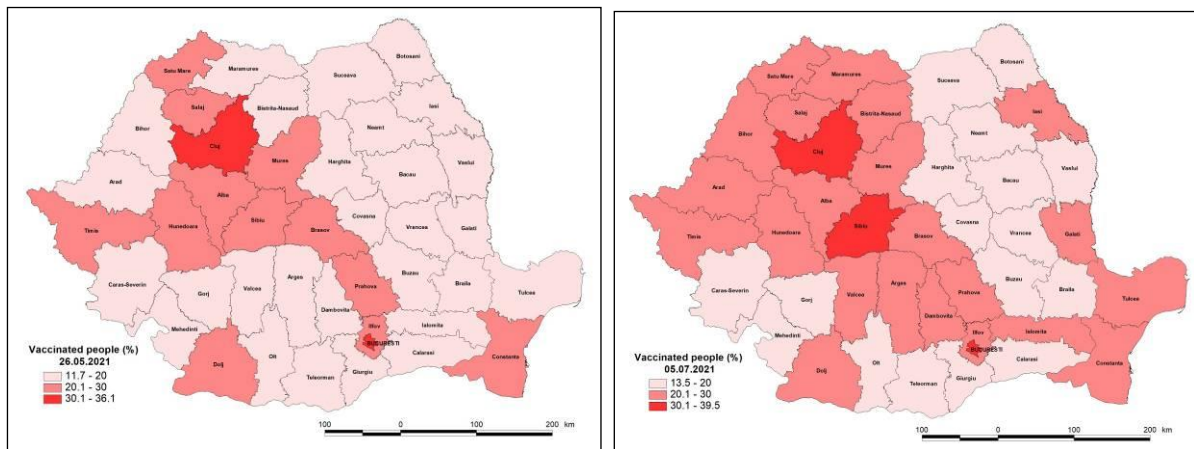 Botosani
Satu Mare
Maramures
Suceava
Salaj
Bistrita-Nasaud
Iasi
Bihor
Neamt
Cluj
Mures
Harghita
Vaslui
Bacau
Arad
Alba
Covasna
Timis
Hunedoara
Sibiu
Brasov
Vrancea
Galati
Caras-Severin
Gorj
Valcea
Arges
Prahova
Buzau
Braila
Tulcea
Dambovita
Mehedinti
Ilfov
Ialomita
BUCURESTI
Dolj
Olt
Teleorman
Giurgiu
Calarasi
Constanta
Vaccinated people (%)
26.05.2021
11.7 - 20
20.1 - 30
30.1 - 36.1
100 0 100 200 km
Botosani
Satu Mare
Maramures
Suceava
Salaj
Bistrita-Nasaud
Iasi
Bihor
Neamt
Cluj
Mures
Harghita
Vaslui
Bacau
Arad
Alba
Covasna
Timis
Hunedoara
Sibiu
Brasov
Vrancea
Galati
Caras-Severin
Gorj
Valcea
Arges
Prahova
Buzau
Braila
Tulcea
Dambovita
Mehedinti
Ilfov
Ialomita
BUCURESTI
Dolj
Olt
Teleorman
Giurgiu
Calarasi
Constanta
Vaccinated people (%)
05.07.2021
13.5 - 20
20.1 - 30
30.1 - 39.5
100 0 100 200 km